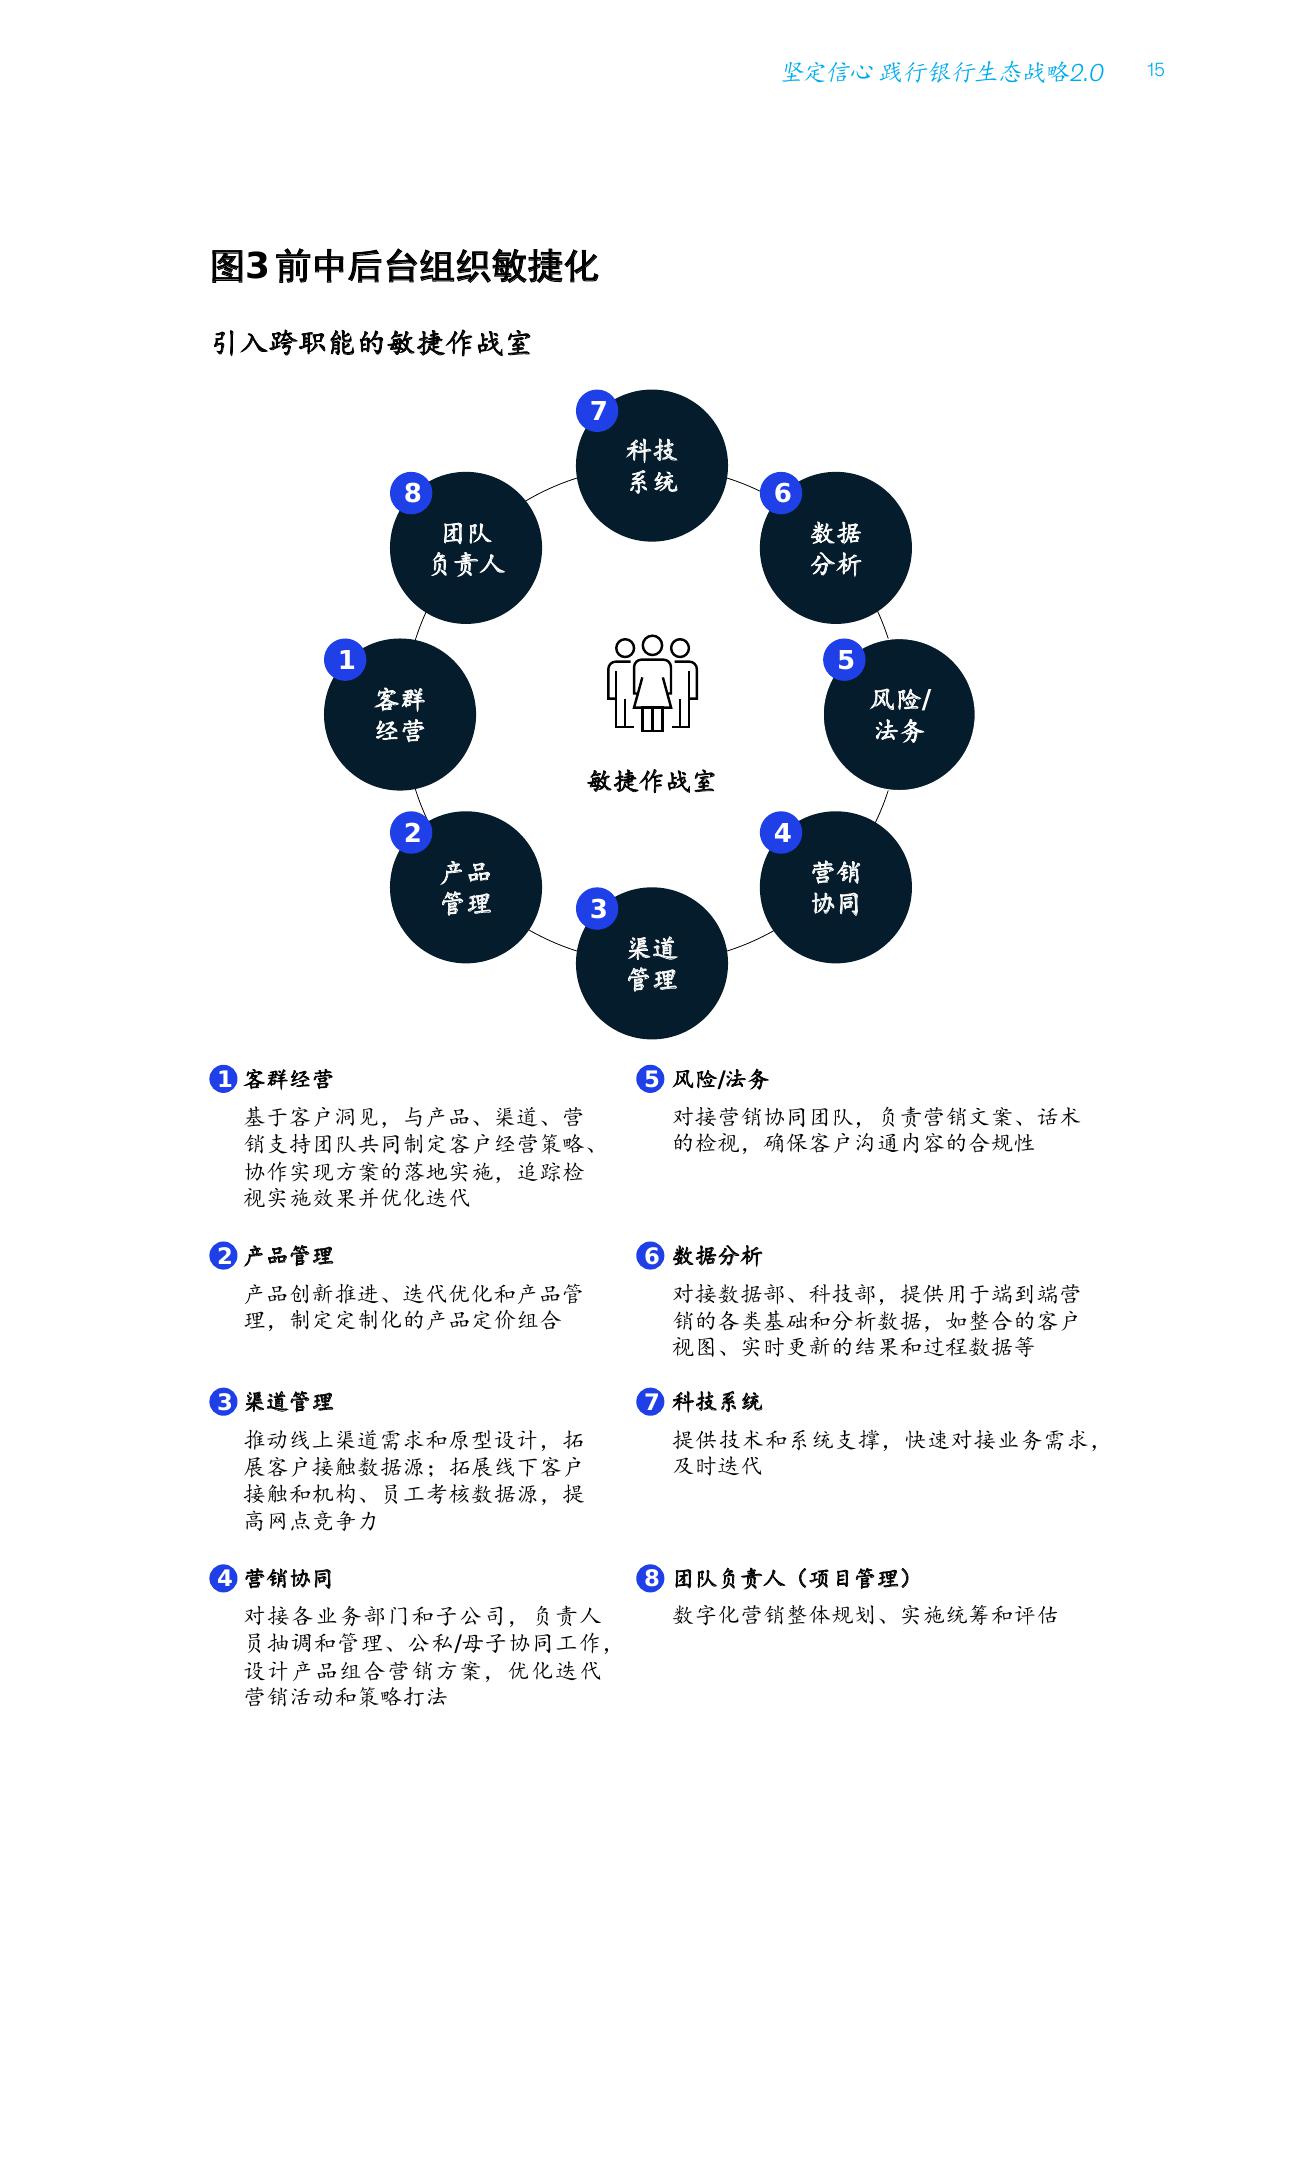 坚定信心 践行银行生态战略2.0 15
图3 前中后台组织敏捷化
引入跨职能的敏捷作战室
7
科技
系统
8
团队
负责人
6
数据
分析
1
客群
经营
5
风险/
法务
敏捷作战室
2
产品
管理
4
营销
协同
3
渠道
管理
1 客群经营
基于客户洞见，与产品、渠道、营
销支持团队共同制定客户经营策略、
协作实现方案的落地实施，追踪检
视实施效果并优化迭代
2 产品管理
产品创新推进、迭代优化和产品管
理，制定定制化的产品定价组合
3 渠道管理
推动线上渠道需求和原型设计，拓
展客户接触数据源；拓展线下客户
接触和机构、员工考核数据源，提
高网点竞争力
4 营销协同
对接各业务部门和子公司，负责人
员抽调和管理、公私/母子协同工作，
设计产品组合营销方案，优化迭代
营销活动和策略打法
5 风险/法务
对接营销协同团队，负责营销文案、话术
的检视，确保客户沟通内容的合规性
6 数据分析
对接数据部、科技部，提供用于端到端营
销的各类基础和分析数据，如整合的客户
视图、实时更新的结果和过程数据等
7 科技系统
提供技术和系统支撑，快速对接业务需求，
及时迭代
8 团队负责人（项目管理）
数字化营销整体规划、实施统筹和评估